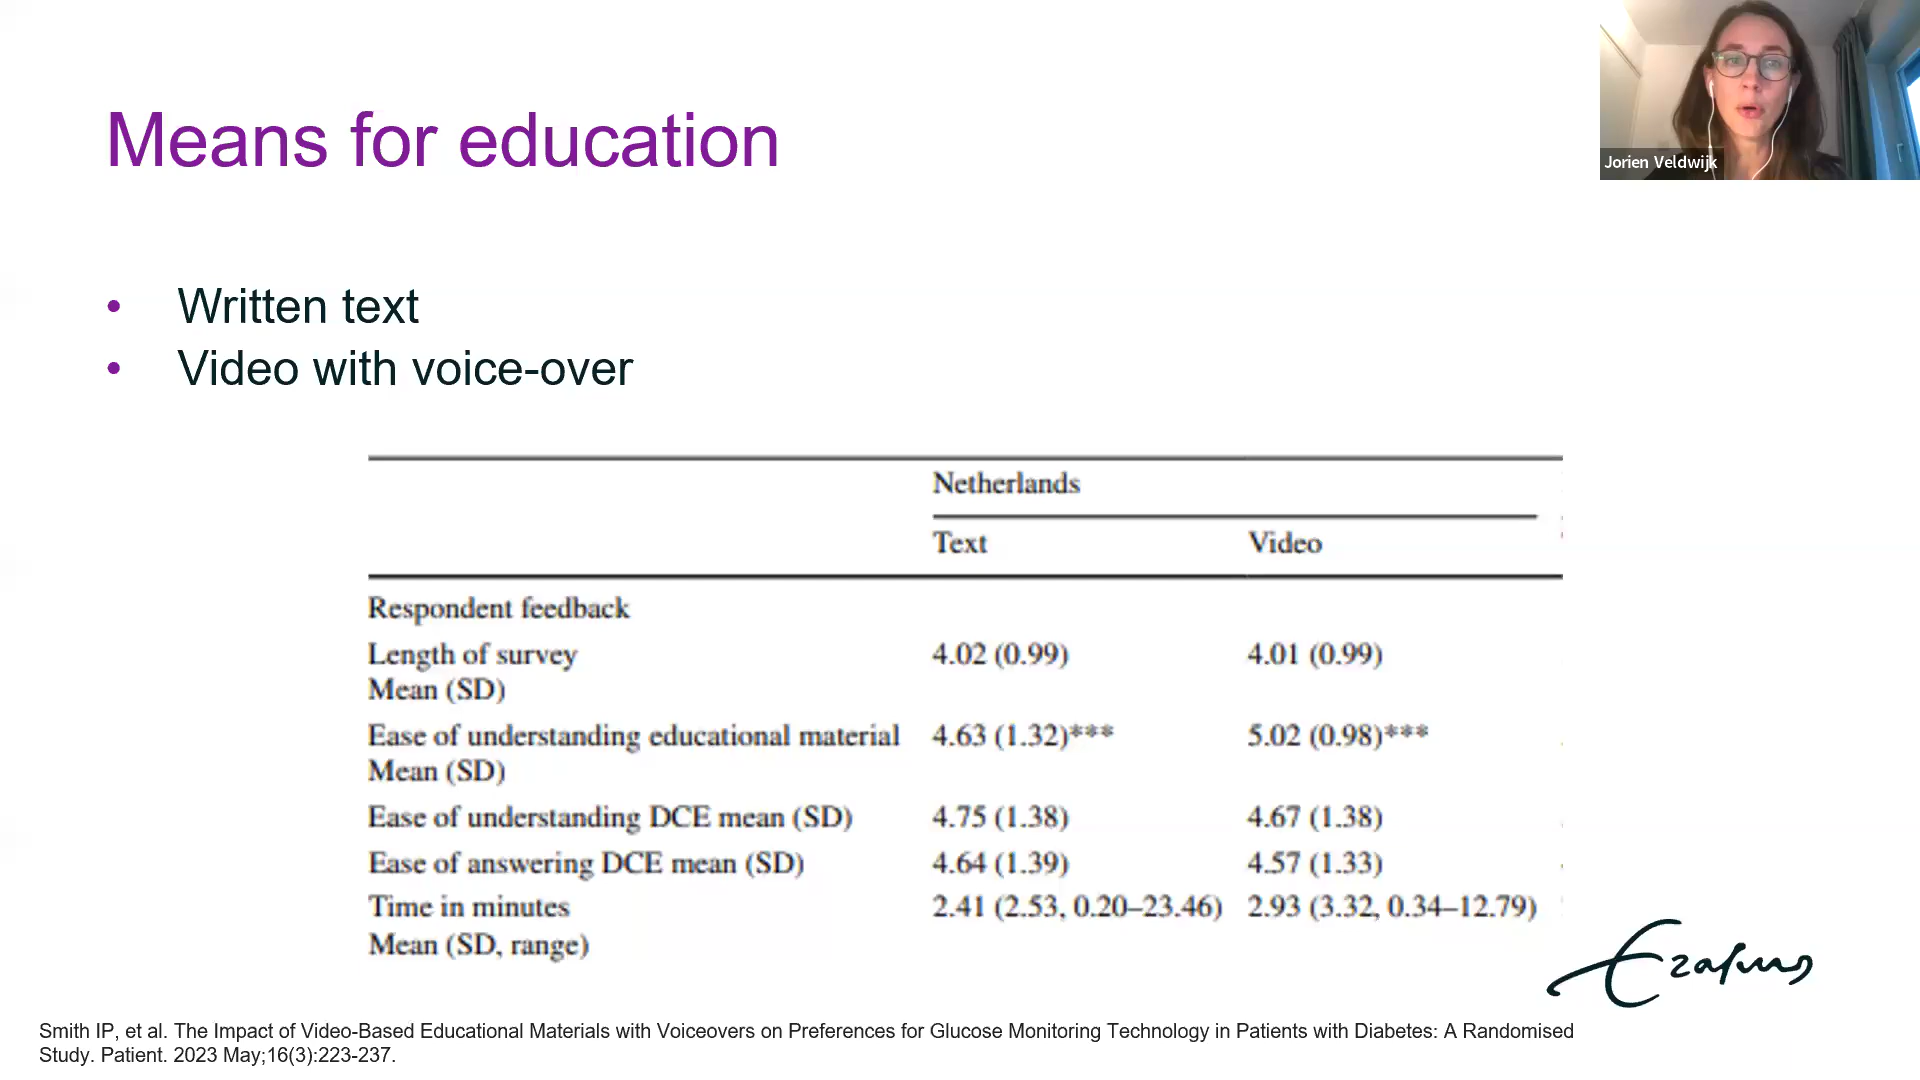 Jorien Veldwijk
Means for education
• Written text
• Video with voice-over
Netherlands
Text Video
Respondent feedback
Length of survey 4.02 (0.99) 4.01 (0.99)
Mean (SD)
Ease of understanding educational material 4.63 (1.32)*** 5.02 (0.98)***
Mean (SD)
Ease of understanding DCE mean (SD) 4.75 (1.38) 4.67 (1.38)
Ease of answering DCE mean (SD) 4.64 (1.39) 4.57 (1.33)
Time in minutes 2.41 (2.53, 0.20–23.46) 2.93 (3.32, 0.34–12.79)
Mean (SD, range)
Erasmus
Smith IP, et al. The Impact of Video-Based Educational Materials with Voiceovers on Preferences for Glucose Monitoring Technology in Patients with Diabetes: A Randomised
Study. Patient. 2023 May;16(3):223-237.